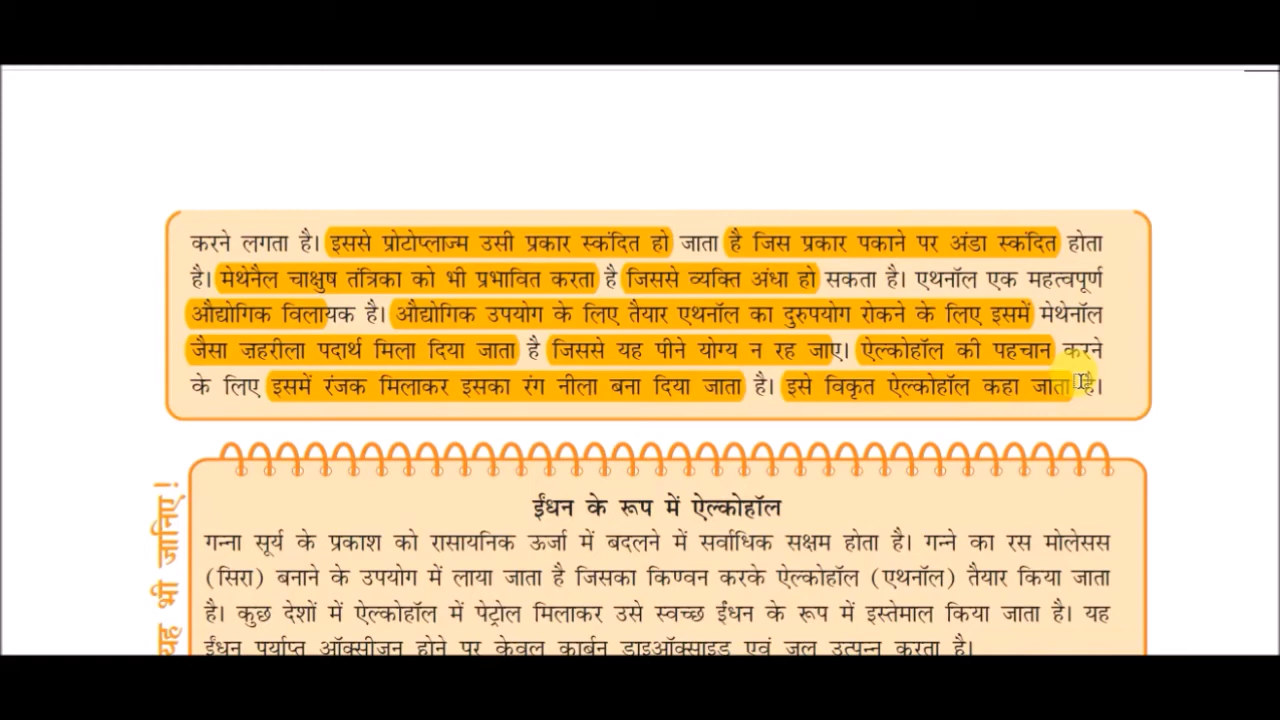 करने लगता है। इससे प्रोटोप्लाज्म उसी प्रकार स्कंदित हो जाता है जिस प्रकार पकाने पर अंडा स्कंदित होता
है। मेथेनैल चाक्षुष तंत्रिका को भी प्रभावित करता है जिससे व्यक्ति अंधा हो सकता है। एथनॉल एक महत्वपूर्ण
औद्योगिक विलायक है। औद्योगिक उपयोग के लिए तैयार एथनॉल का दुरुपयोग रोकने के लिए इसमें मेथेनॉल
जैसा ज़हरीला पदार्थ मिला दिया जाता है जिससे यह पीने योग्य न रह जाए। ऐल्कोहॉल की पहचान करने
के लिए इसमें रंजक मिलाकर इसका रंग नीला बना दिया जाता है। इसे विकृत ऐल्कोहॉल कहा जाता है।
यह भी जानिए!
ईंधन के रूप में ऐल्कोहॉल
गन्ना सूर्य के प्रकाश को रासायनिक ऊर्जा में बदलने में सर्वाधिक सक्षम होता है। गन्ने का रस मोलेसस
(सिरा) बनाने के उपयोग में लाया जाता है जिसका किण्वन करके ऐल्कोहॉल (एथनॉल) तैयार किया जाता
है। कुछ देशों में ऐल्कोहॉल में पेट्रोल मिलाकर उसे स्वच्छ ईंधन के रूप में इस्तेमाल किया जाता है। यह
ईंधन पर्याप्त ऑक्सीजन होने पर केवल कार्बन डाइऑक्साइड एवं जल उत्पन्न करता है।